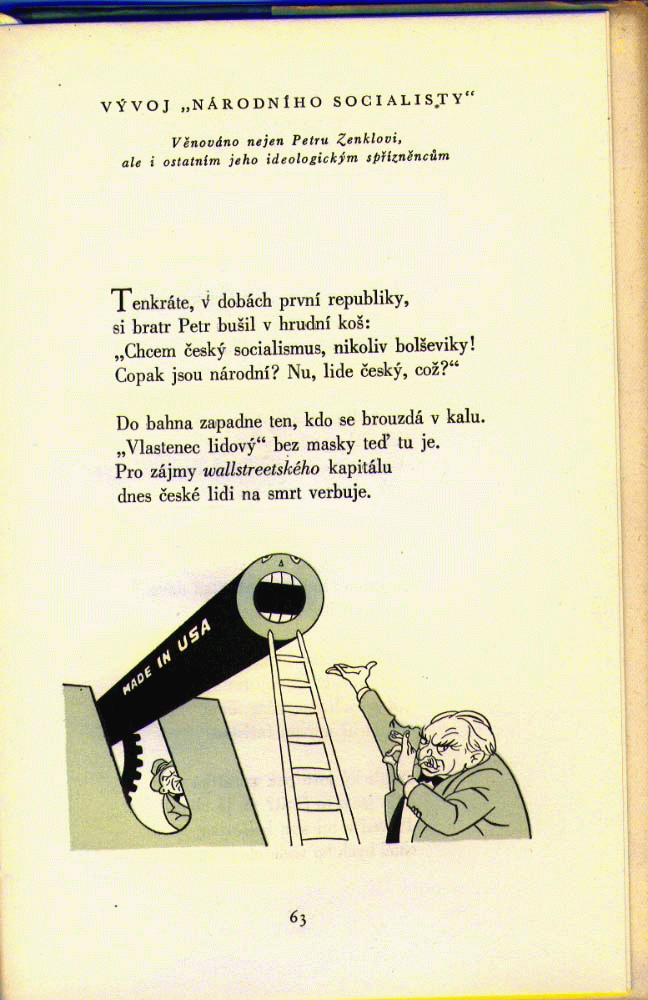 VÝVOJ „NÁRODNÍHO SOCIALISTY“
Věnováno nejen Petru Zenklovi,
ale i ostatním jeho ideologickým spřízněncům
Tenkráte, v dobách první republiky,
si bratr Petr bušil v hrudní koš:
„Chcem český socialismus, nikoliv bolševiky!
Copak jsou národní? Nu, lide český, což?“
Do bahna zapadne ten, kdo se brouzdá v kalu.
„Vlastenec lidový“ bez masky teď tu je.
Pro zájmy wallstreetského kapitálu
dnes české lidi na smrt verbuje.
MADE IN USA
63